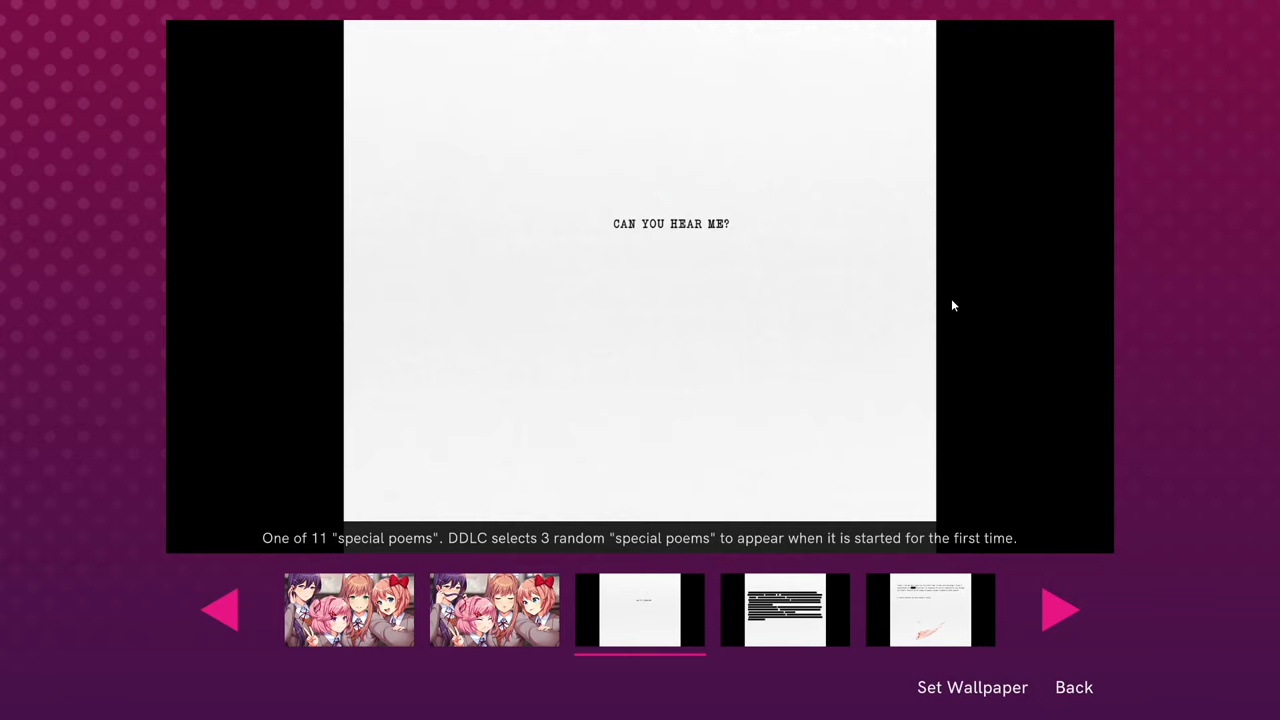 CAN YOU HEAR ME?
One of 11 "special poems". DDLC selects 3 random "special poems" to appear when it is started for the first time.
Set Wallpaper
Back